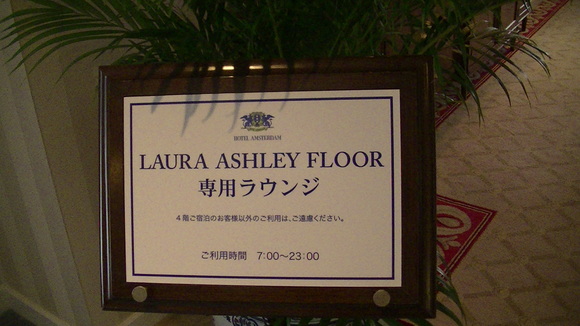 HOTEL AMSTERDAM
LAURA ASHLEY FLOOR
専用ラウンジ
4階ご宿泊のお客様以外のご利用は、ご遠慮ください。
ご利用時間 7:00~23:00